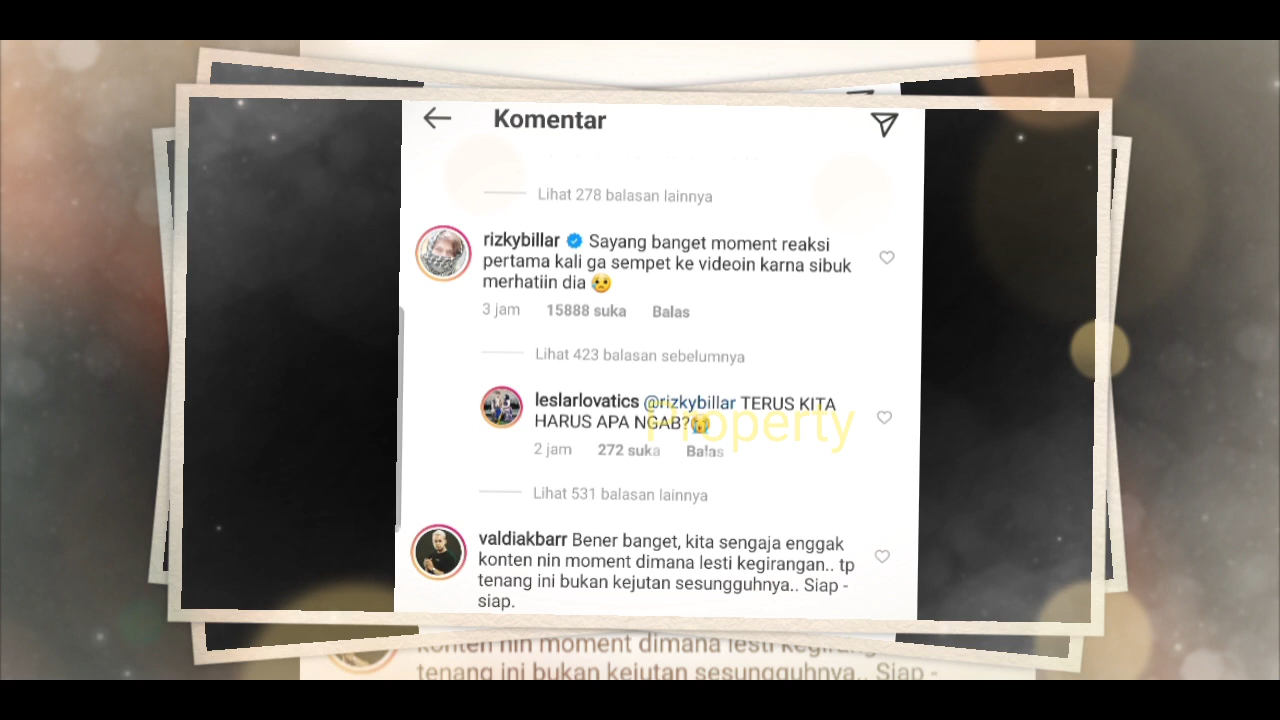 Komentar
Lihat 278 balasan lainnya
rizkybillar Sayang banget moment reaksi
pertama kali ga sempet ke videoin karna sibuk
merhatiin dia 😥
3 jam 15888 suka Balas
Lihat 423 balasan sebelumnya
leslarlovatics @rizkybillar TERUS KITA
HARUS APA NGAB?😭
Property
2 jam 272 suka Balas
Lihat 531 balasan lainnya
valdiakbarr Bener banget, kita sengaja enggak
konten nin moment dimana lesti kegirangan.. tp
tenang ini bukan kejutan sesungguhnya.. Siap -
siap.
konten nin moment dimana lesti kegirangan
tenang ini bukan kejutan sesungguhnya.. Siap -